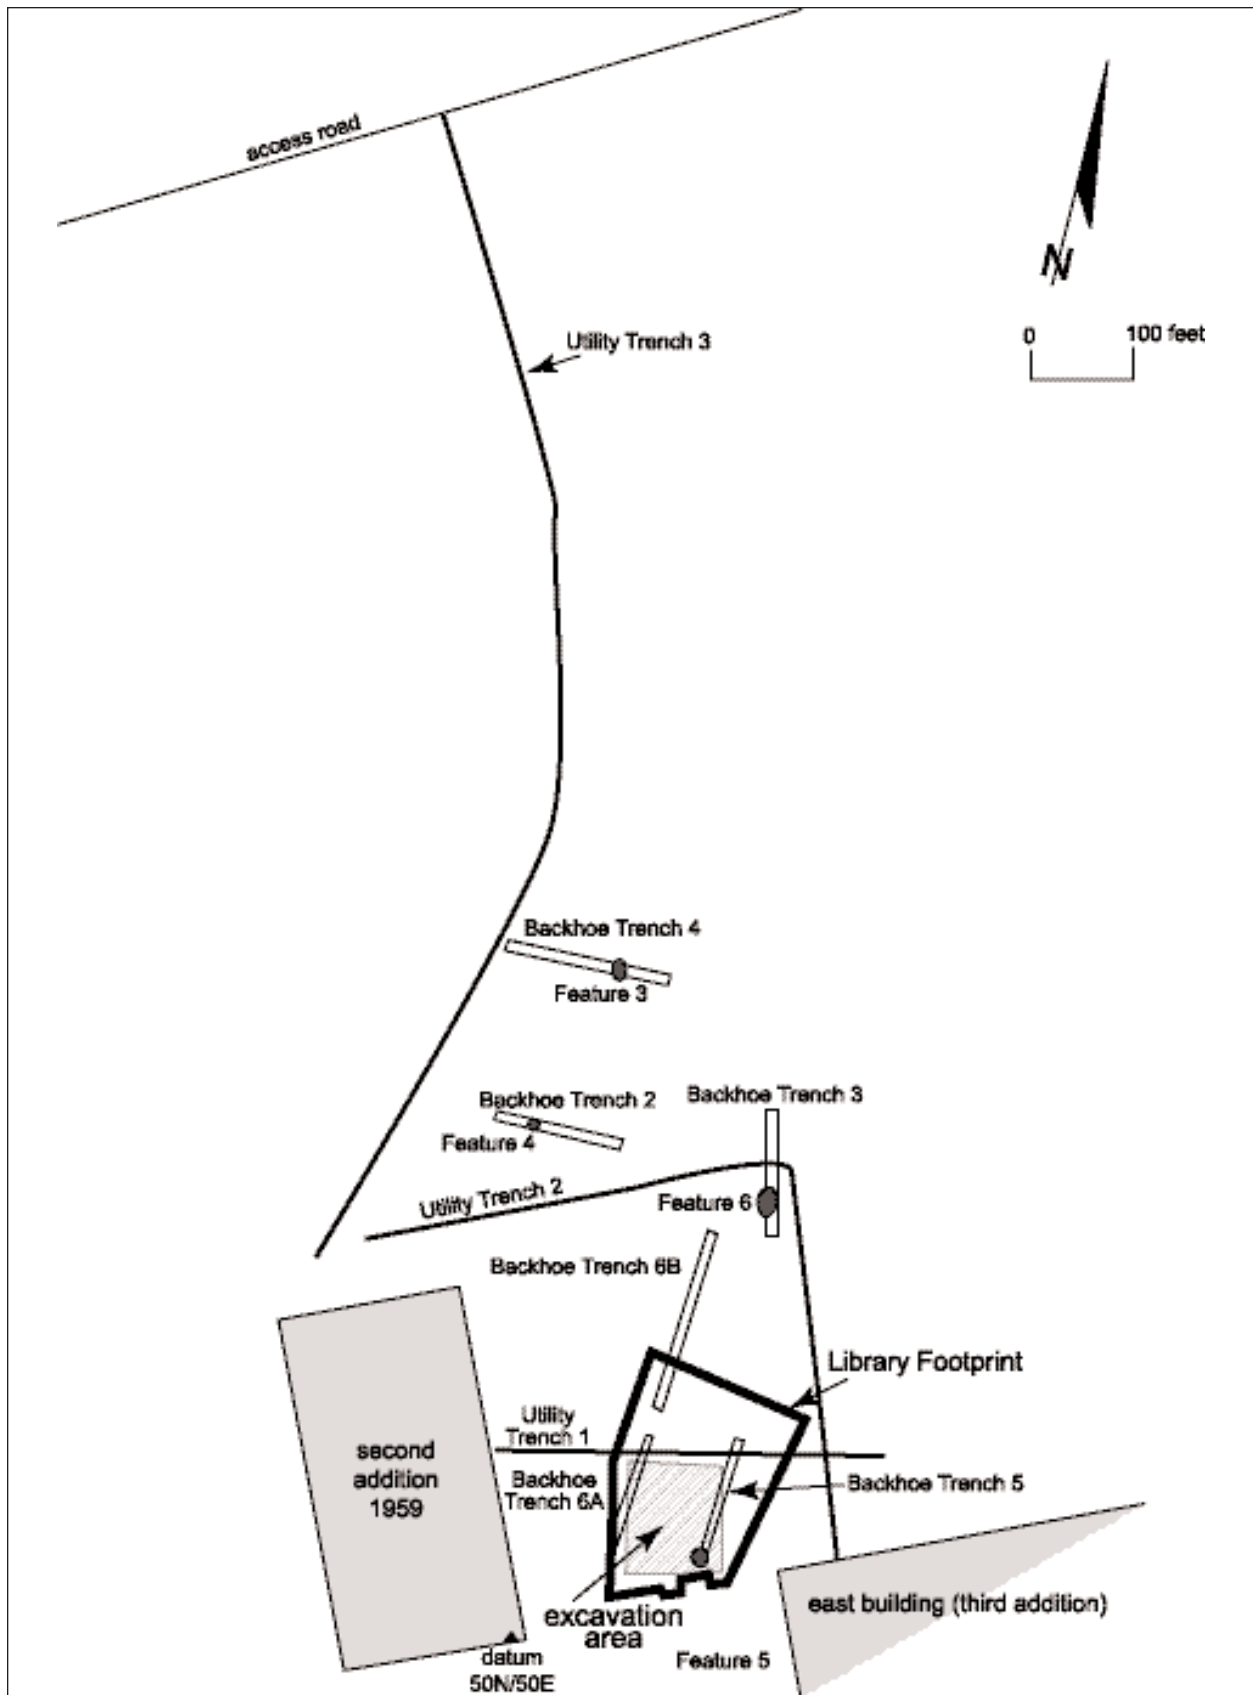 access road
N
Utility Trench 3
0 100 feet
Backhoe Trench 4
Feature 3
Backhoe Trench 3
Backhoe Trench 2
Feature 4
Utility Trench 2
Feature 6
Backhoe Trench 6B
Library Footprint
Utility
Trench 1
second
addition
1959
Backhoe
Trench 6A
Backhoe Trench 5
east building (third addition)
excavation
area
datum
50N/50E
Feature 5